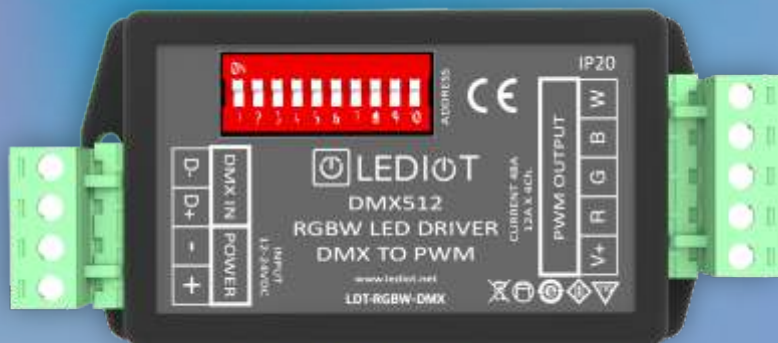 1 2 3 4 5 6 7 8 9 0
ADDRESS
CE
IP20
LEDIOT
DMX512
RGBW LED DRIVER
DMX TO PWM
www.lediot.net
LDT-RGBW-DMX
D-
D+
-
+
DMX IN
POWER
INPUT
12-24VDC
CURRENT 48A
12A X 4Ch.
PWM OUTPUT
W
B
G
R
V+